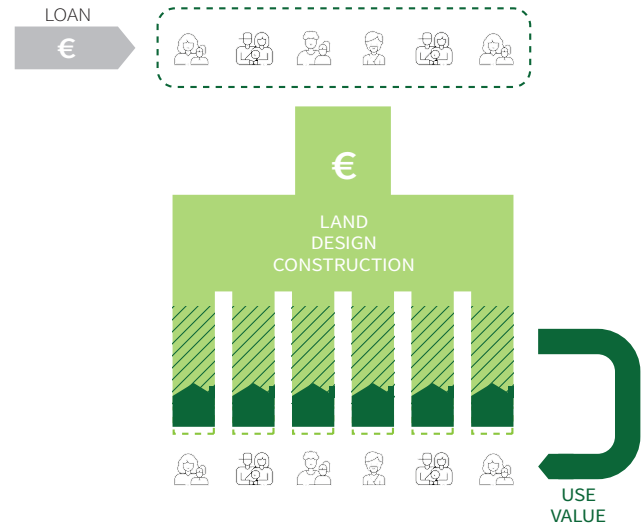 LOAN
€
€
LAND
DESIGN
CONSTRUCTION
USE
VALUE